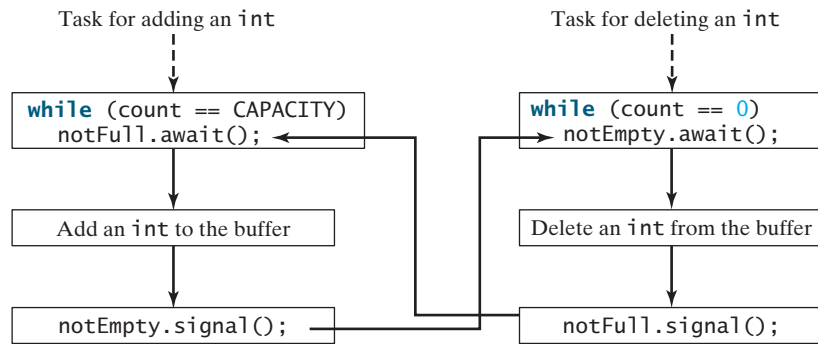 Task for adding an int
while (count == CAPACITY)
notFull.await();
Add an int to the buffer
notEmpty.signal();
Task for deleting an int
while (count == 0)
notEmpty.await();
Delete an int from the buffer
notFull.signal();